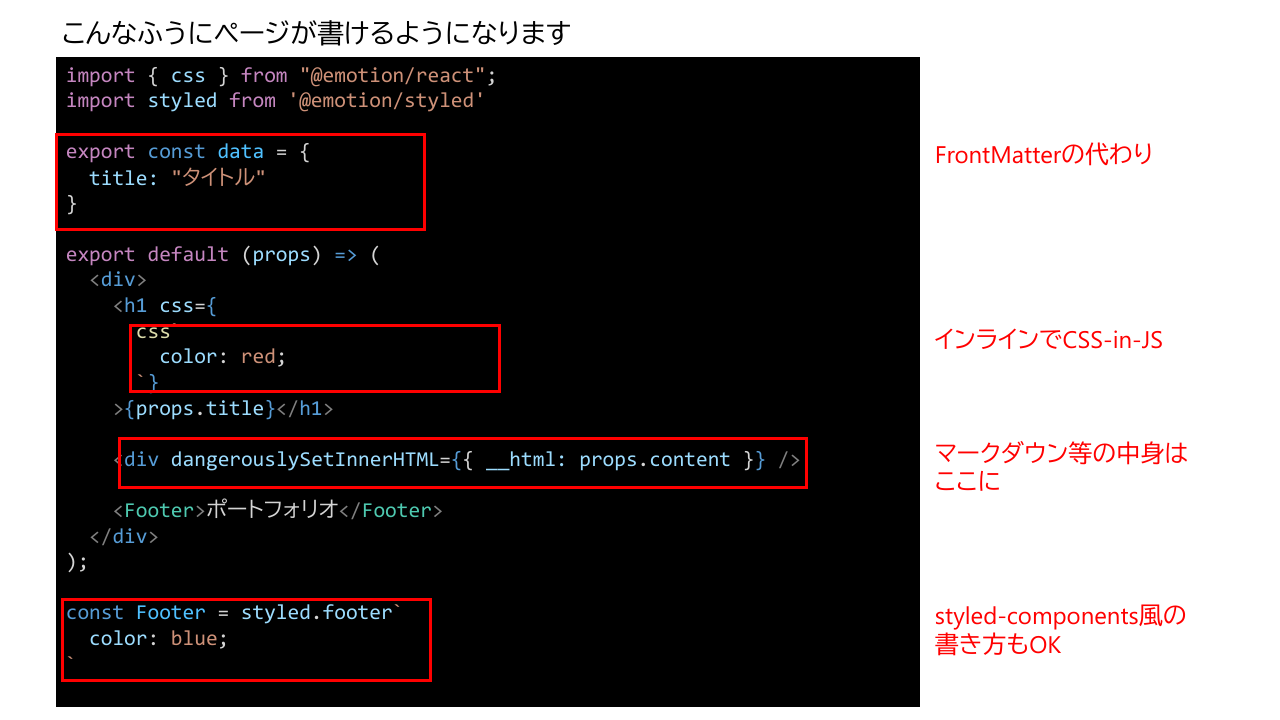 こんなふうにページが書けるようになります
import { css } from "@emotion/react";
import styled from '@emotion/styled'
export const data = {
  title: "タイトル"
}
FrontMatterの代わり
export default (props) => (
  <div>
    <h1 css={
      css`
        color: red;
      `}
    >{props.title}</h1>
インラインでCSS-in-JS
    <div dangerouslySetInnerHTML={{ __html: props.content }} />
マークダウン等の中身は
ここに
    <Footer>ポートフォリオ</Footer>
  </div>
);
const Footer = styled.footer`
  color: blue;
`
styled-components風の
書き方もOK